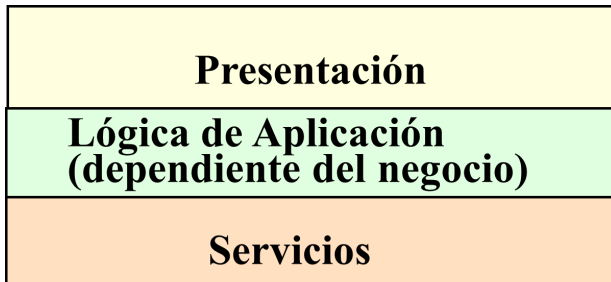 Presentación
Lógica de Aplicación
(dependiente del negocio)
Servicios